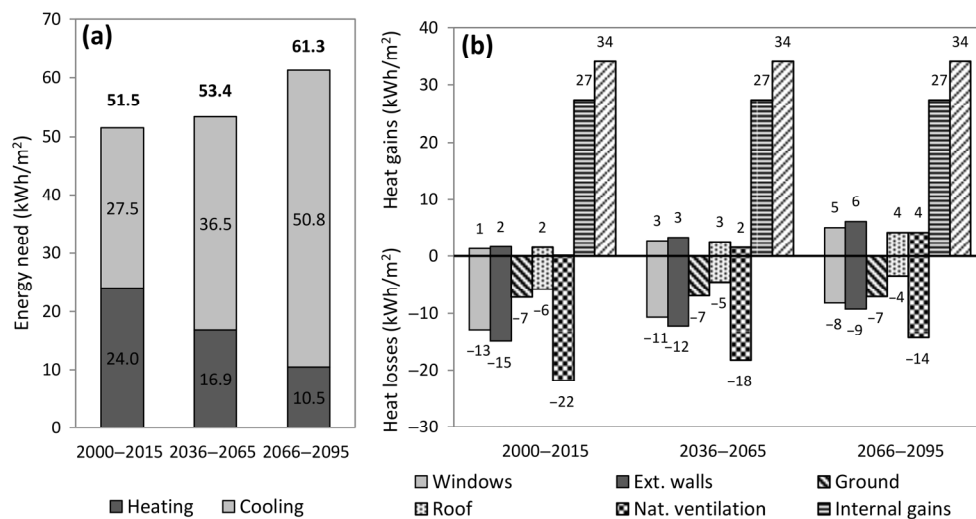 (a)
Energy need (kWh/m²)
70
60
50
40
30
20
10
0
51.5
53.4
61.3
27.5
36.5
50.8
24.0
16.9
10.5
2000–2015 2036–2065 2066–2095
Heating Cooling
(b)
Heat gains (kWh/m²)
Heat losses (kWh/m²)
40
30
20
10
0
−10
−20
−30
1 2 2 27 34
−13 −15 −7 −6 −22
3 3 3 2 27 34
−11 −12 −7 −5 −18
5 6 4 4 27 34
−8 −9 −7 −4 −14
2000–2015 2036–2065 2066–2095
Windows Ext. walls Ground
Roof Nat. ventilation Internal gains